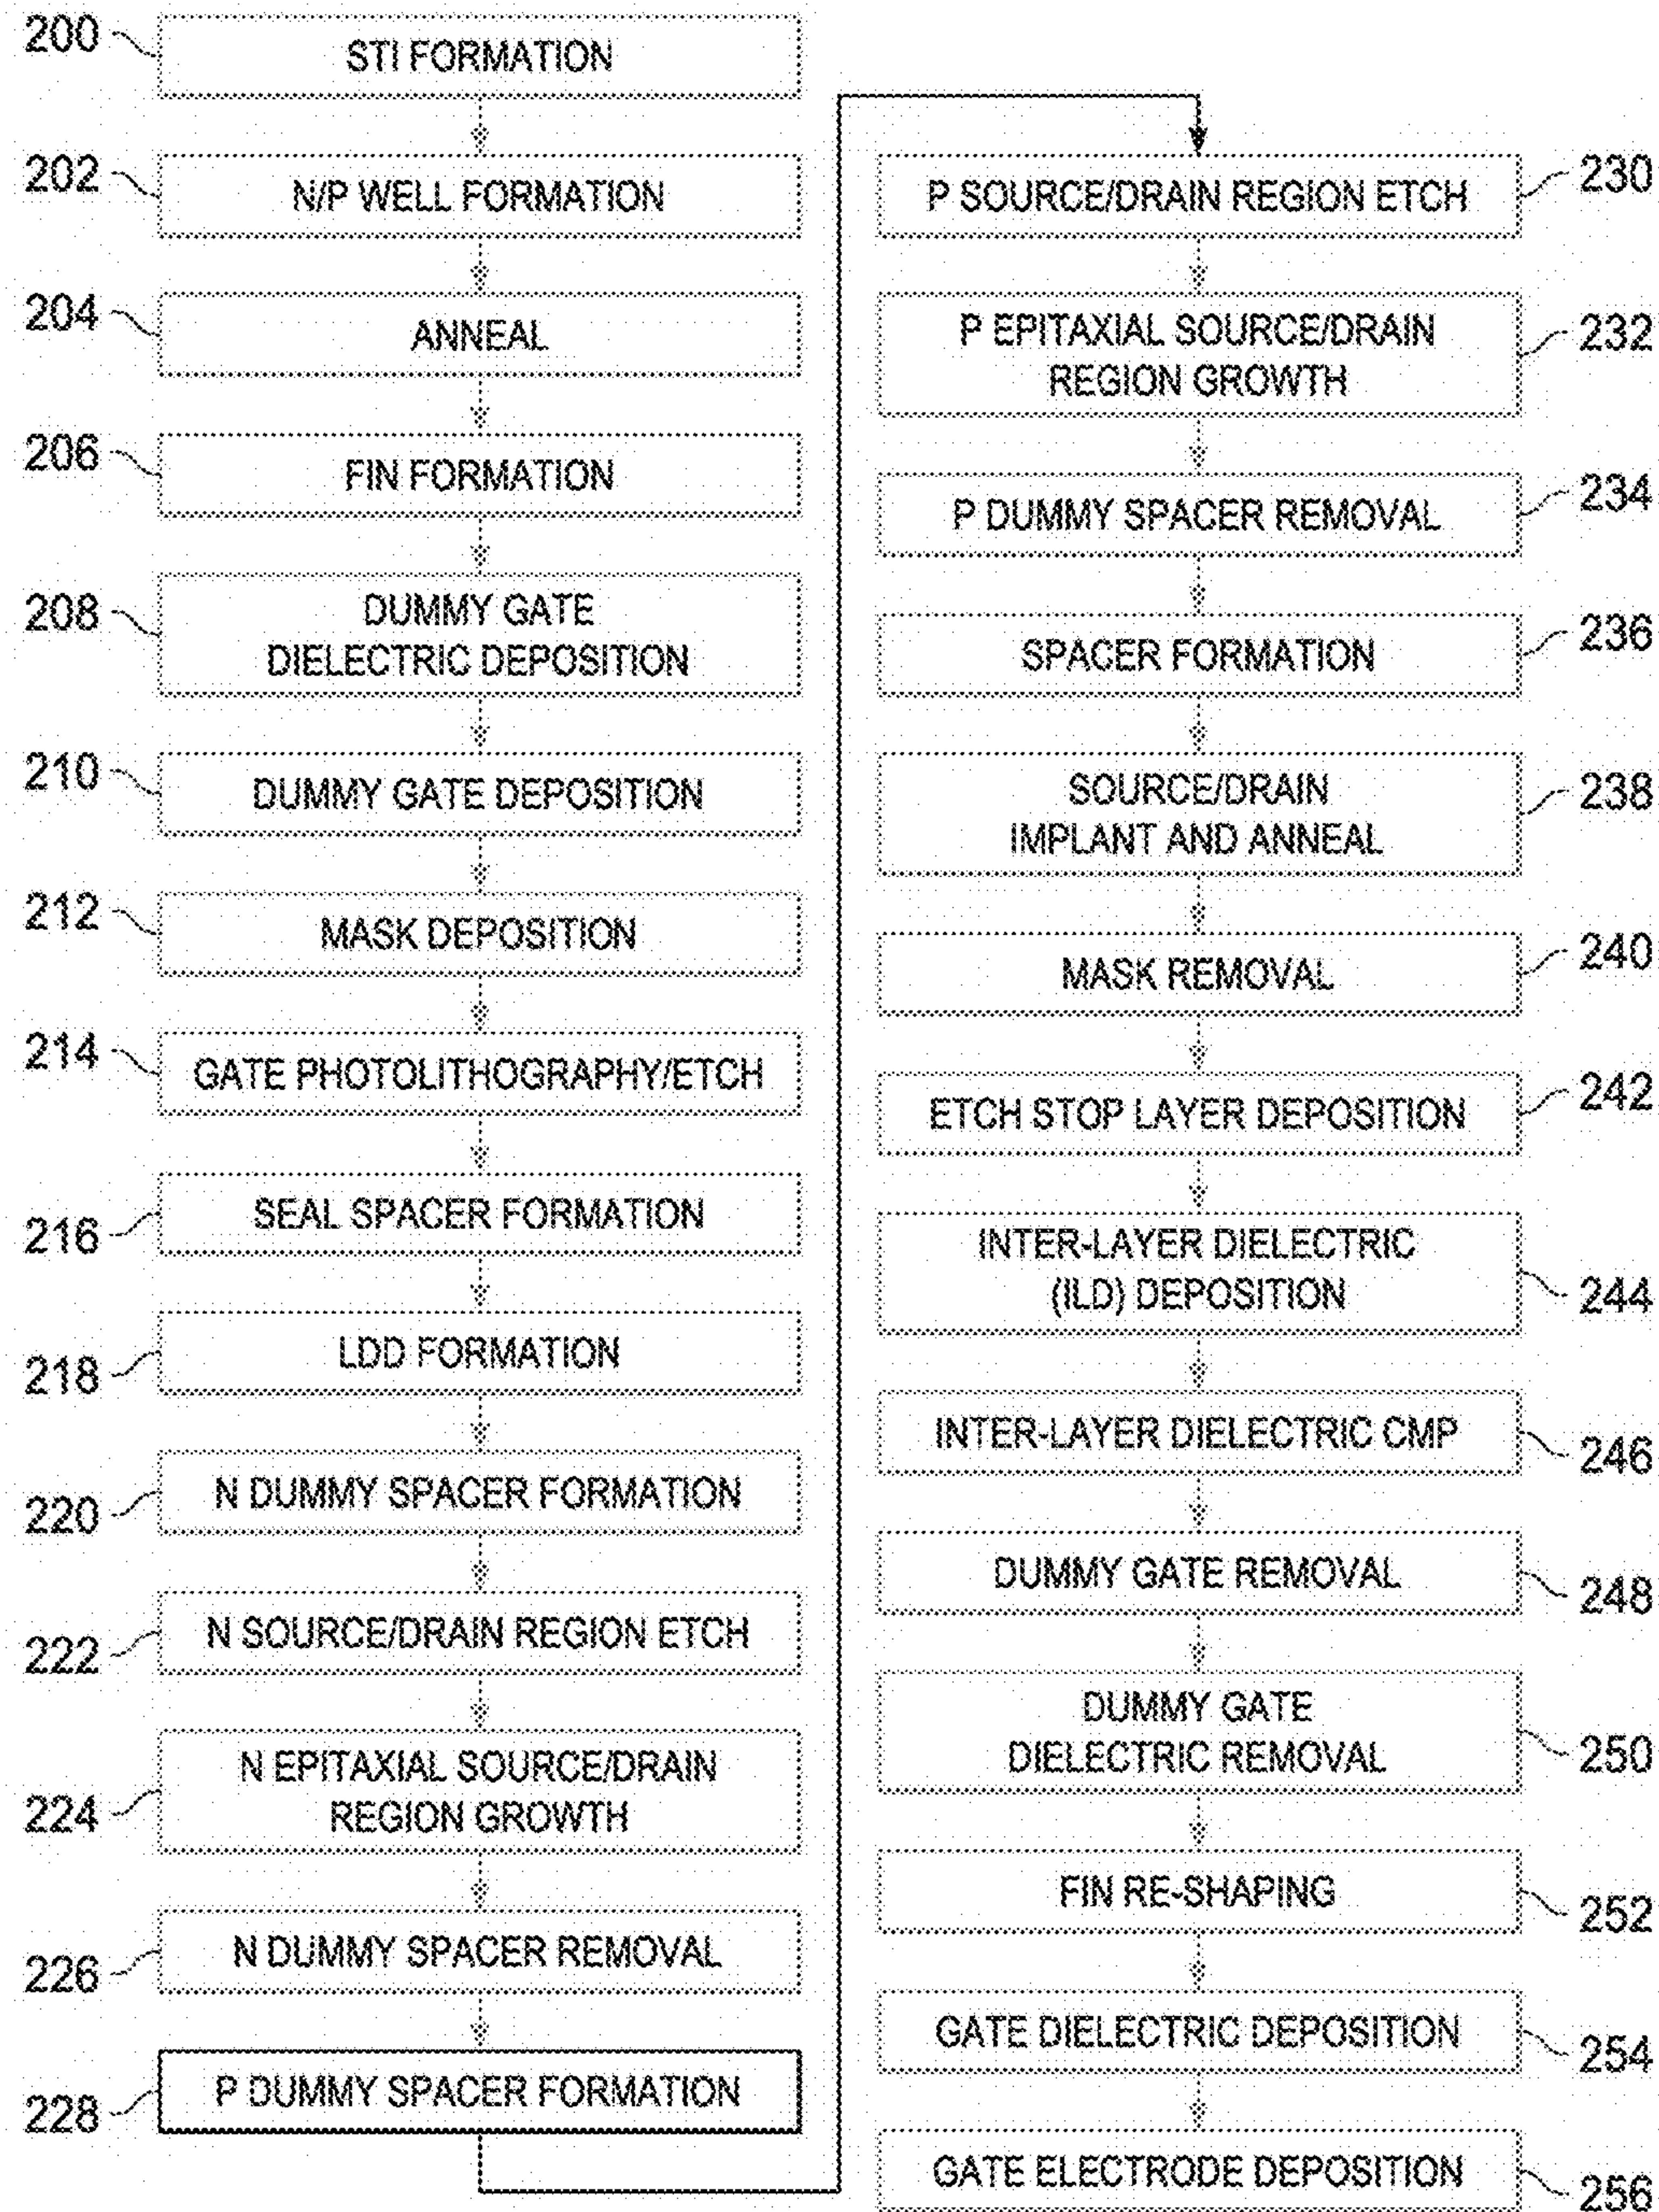 200
STI FORMATION
202
N/P WELL FORMATION
204
ANNEAL
206
FIN FORMATION
208
DUMMY GATE
DIELECTRIC DEPOSITION
210
DUMMY GATE DEPOSITION
212
MASK DEPOSITION
214
GATE PHOTOLITHOGRAPHY/ETCH
216
SEAL SPACER FORMATION
218
LDD FORMATION
220
N DUMMY SPACER FORMATION
222
N SOURCE/DRAIN REGION ETCH
224
N EPITAXIAL SOURCE/DRAIN
REGION GROWTH
226
N DUMMY SPACER REMOVAL
228
P DUMMY SPACER FORMATION
P SOURCE/DRAIN REGION ETCH
230
P EPITAXIAL SOURCE/DRAIN
REGION GROWTH
232
P DUMMY SPACER REMOVAL
234
SPACER FORMATION
236
SOURCE/DRAIN
IMPLANT AND ANNEAL
238
MASK REMOVAL
240
ETCH STOP LAYER DEPOSITION
242
INTER-LAYER DIELECTRIC
(ILD) DEPOSITION
244
INTER-LAYER DIELECTRIC CMP
246
DUMMY GATE REMOVAL
248
DUMMY GATE
DIELECTRIC REMOVAL
250
FIN RE-SHAPING
252
GATE DIELECTRIC DEPOSITION
254
GATE ELECTRODE DEPOSITION
256